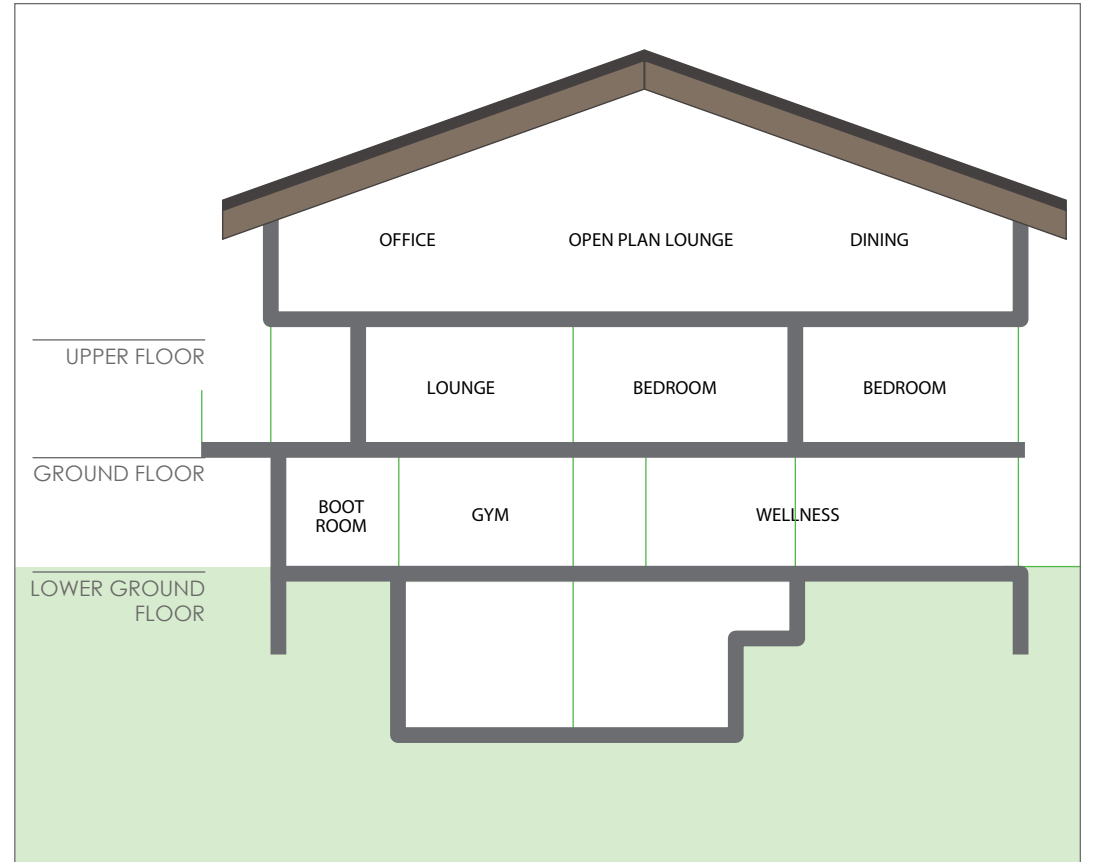 OFFICE
OPEN PLAN LOUNGE
DINING
UPPER FLOOR
LOUNGE
BEDROOM
BEDROOM
GROUND FLOOR
BOOT
ROOM
GYM
WELLNESS
LOWER GROUND
FLOOR